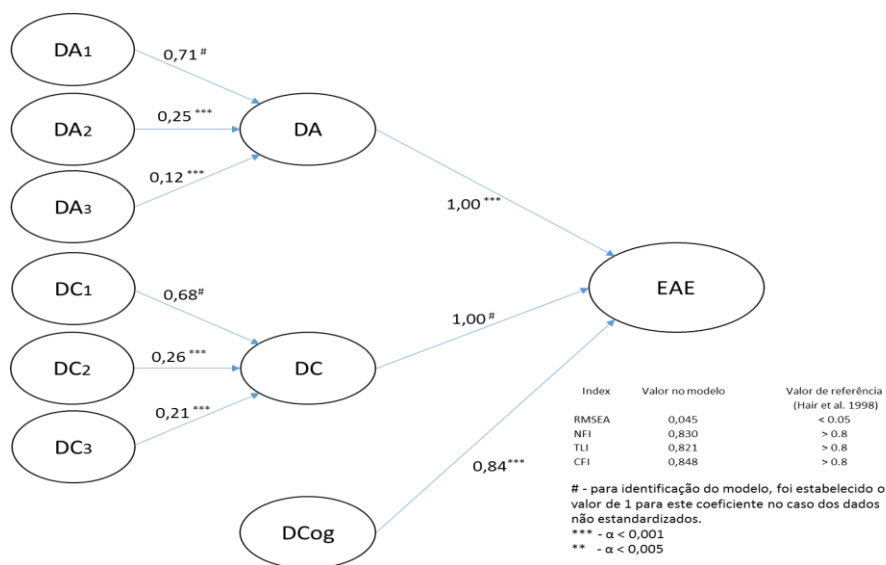 DA1
0,71 #
DA2
0,25 ***
DA
DA3
0,12 ***
1,00 ***
DC1
0,68#
EAE
1,00 #
DC2
0,26 ***
DC
DC3
0,21 ***
0,84***
DCog
Index Valor no modelo Valor de referência
(Hair et al. 1998)
RMSEA 0,045 < 0.05
NFI 0,830 > 0.8
TLI 0,821 > 0.8
CFI 0,848 > 0.8
# - para identificação do modelo, foi estabelecido o
valor de 1 para este coeficiente no caso dos dados
não estandardizados.
*** - α < 0,001
** - α < 0,005